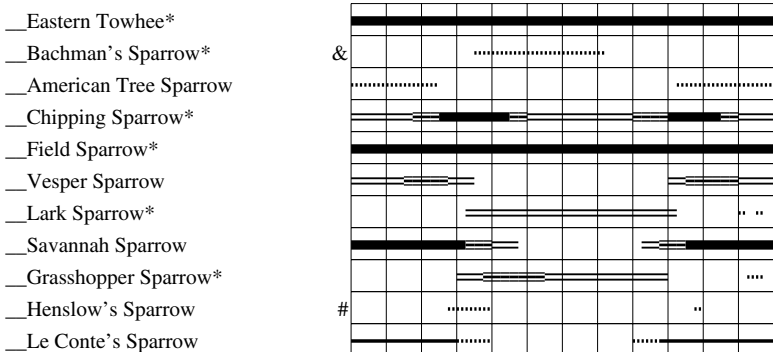 __Eastern Towhee*
__Bachman's Sparrow* &
__American Tree Sparrow
__Chipping Sparrow*
__Field Sparrow*
__Vesper Sparrow
__Lark Sparrow*
__Savannah Sparrow
__Grasshopper Sparrow*
__Henslow's Sparrow #
__Le Conte's Sparrow